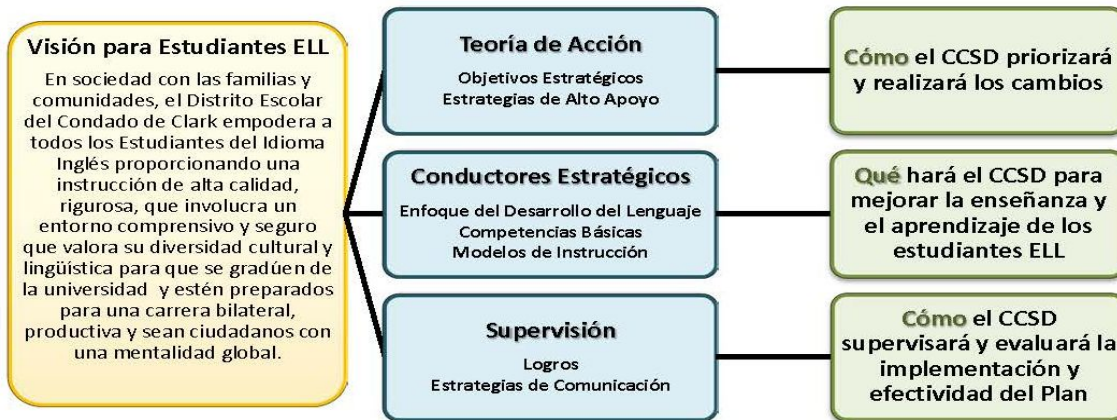 Visión para Estudiantes ELL
En sociedad con las familias y
comunidades, el Distrito Escolar
del Condado de Clark empodera a
todos los Estudiantes del Idioma
Inglés proporcionando una
instrucción de alta calidad,
rigurosa, que involucra un
entorno comprensivo y seguro
que valora su diversidad cultural y
lingüística para que se gradúen de
la universidad y estén preparados
para una carrera bilateral,
productiva y sean ciudadanos con
una mentalidad global.
Teoría de Acción
Objetivos Estratégicos
Estrategias de Alto Apoyo
Cómo el CCSD priorizará
y realizará los cambios
Conductores Estratégicos
Enfoque del Desarrollo del Lenguaje
Competencias Básicas
Modelos de Instrucción
Qué hará el CCSD para
mejorar la enseñanza y
el aprendizaje de los
estudiantes ELL
Supervisión
Logros
Estrategias de Comunicación
Cómo el CCSD
supervisará y evaluará la
implementación y
efectividad del Plan